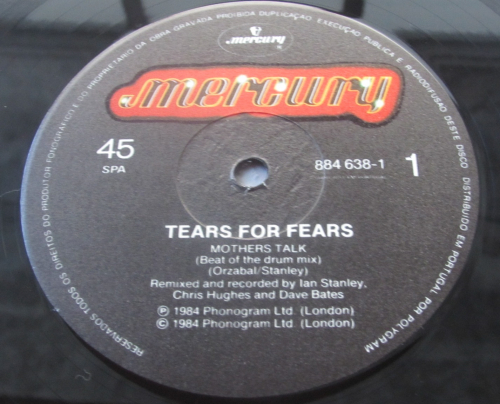 RESERVADOS TODOS OS DIREITOS DO PRODUTOR FONOGRÁFICO E DO PROPRIETÁRIO DA OBRA GRAVADA PROIBIDA DUPLICAÇÃO, EXECUÇÃO PÚBLICA E RADIODIFUSÃO DESTE DISCO DISTRIBUIDO EM PORTUGAL POR POLYGRAM
mercury
mercury
45
SPA
884 638-1
1
TEARS FOR FEARS
MOTHERS TALK
(Beat of the drum mix)
(Orzabal/Stanley)
Remixed and recorded by Ian Stanley,
Chris Hughes and Dave Bates
℗ 1984 Phonogram Ltd. (London)
© 1984 Phonogram Ltd. (London)